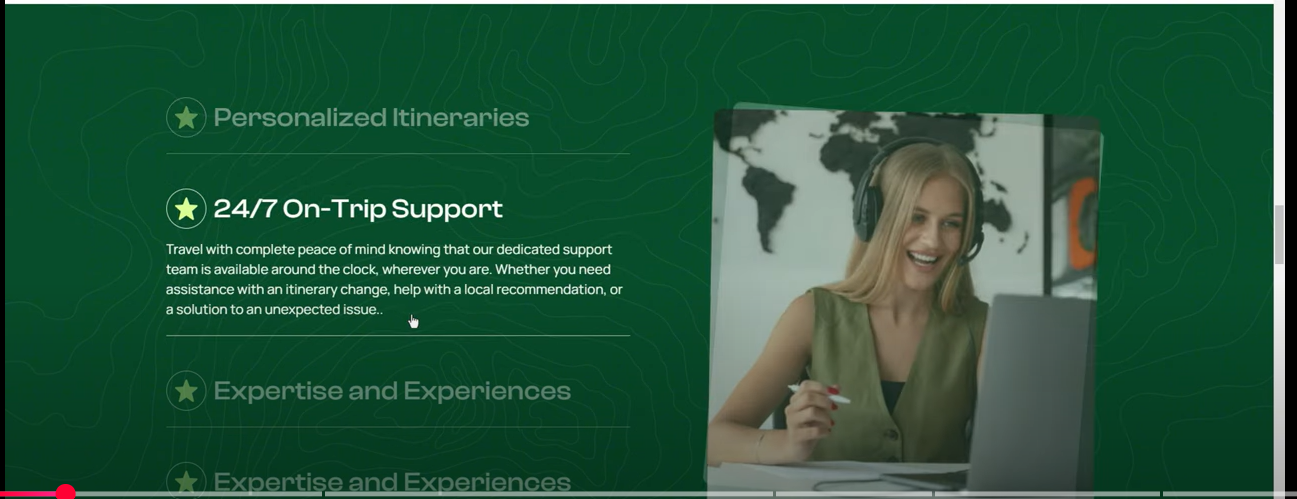 Personalized Itineraries
24/7 On-Trip Support
Travel with complete peace of mind knowing that our dedicated support
team is available around the clock, wherever you are. Whether you need
assistance with an itinerary change, help with a local recommendation, or
a solution to an unexpected issue..
Expertise and Experiences
Expertise and Experiences